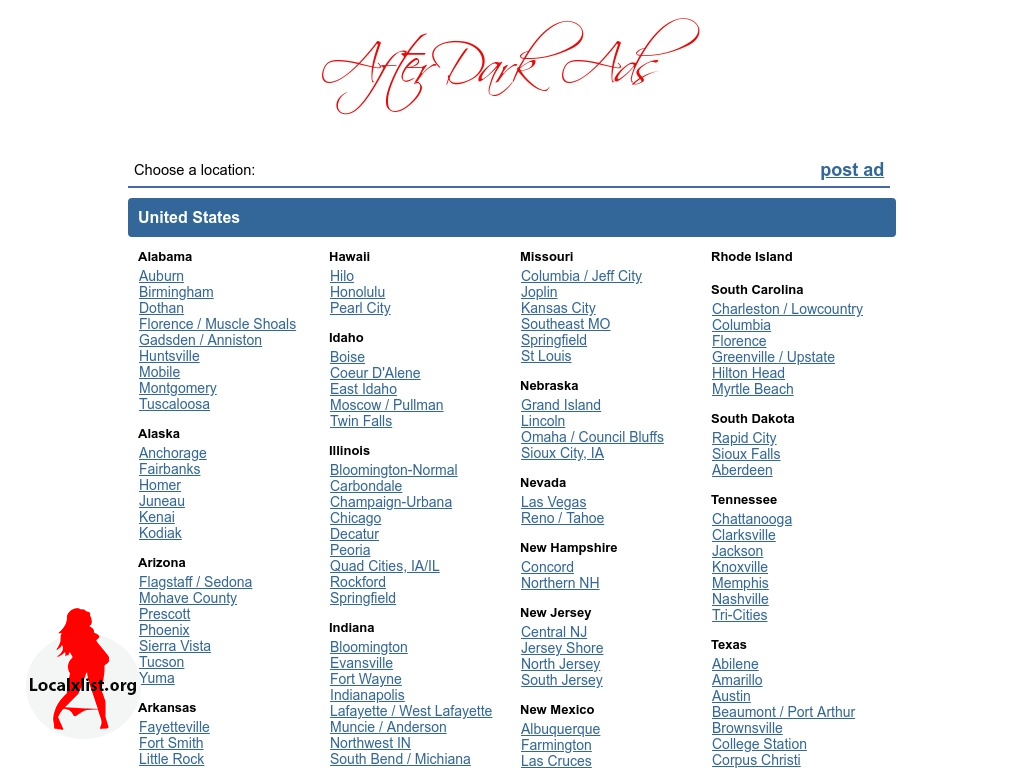 After Dark Ads
Choose a location:
post ad
United States
Alabama
Auburn
Birmingham
Dothan
Florence / Muscle Shoals
Gadsden / Anniston
Huntsville
Mobile
Montgomery
Tuscaloosa
Alaska
Anchorage
Fairbanks
Homer
Juneau
Kenai
Kodiak
Arizona
Flagstaff / Sedona
Mohave County
Prescott
Phoenix
Sierra Vista
Tucson
Yuma
Arkansas
Fayetteville
Fort Smith
Little Rock
Hawaii
Hilo
Honolulu
Pearl City
Idaho
Boise
Coeur D'Alene
East Idaho
Moscow / Pullman
Twin Falls
Illinois
Bloomington-Normal
Carbondale
Champaign-Urbana
Chicago
Decatur
Peoria
Quad Cities, IA/IL
Rockford
Springfield
Indiana
Bloomington
Evansville
Fort Wayne
Indianapolis
Lafayette / West Lafayette
Muncie / Anderson
Northwest IN
South Bend / Michiana
Missouri
Columbia / Jeff City
Joplin
Kansas City
Southeast MO
Springfield
St Louis
Nebraska
Grand Island
Lincoln
Omaha / Council Bluffs
Sioux City, IA
Nevada
Las Vegas
Reno / Tahoe
New Hampshire
Concord
Northern NH
New Jersey
Central NJ
Jersey Shore
North Jersey
South Jersey
New Mexico
Albuquerque
Farmington
Las Cruces
Rhode Island
South Carolina
Charleston / Lowcountry
Columbia
Florence
Greenville / Upstate
Hilton Head
Myrtle Beach
South Dakota
Rapid City
Sioux Falls
Aberdeen
Tennessee
Chattanooga
Clarksville
Jackson
Knoxville
Memphis
Nashville
Tri-Cities
Texas
Abilene
Amarillo
Austin
Beaumont / Port Arthur
Brownsville
College Station
Corpus Christi
Localxlist.org